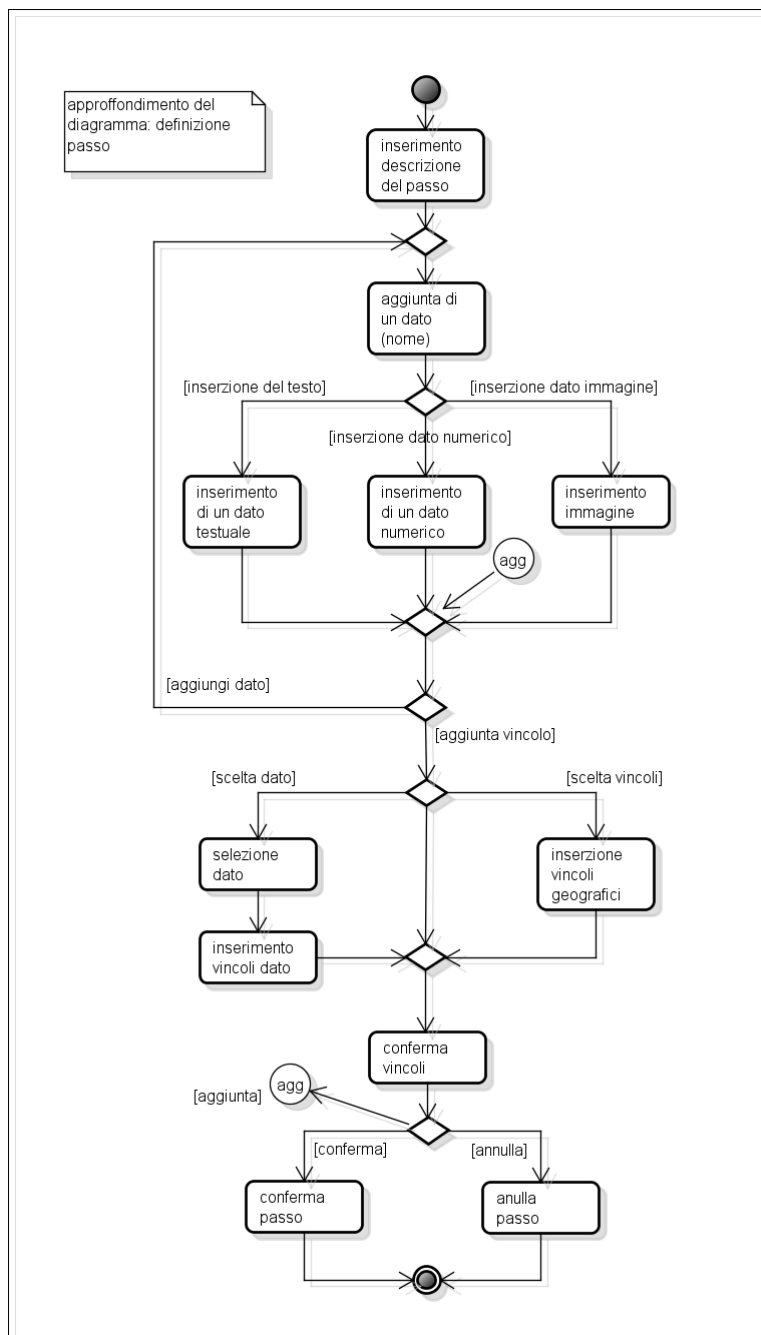 approffondimento del
diagramma: definizione
passo
inserimento
descrizione
del passo
aggiunta di
un dato
(nome)
[inserzione del testo]
[inserzione dato immagine]
[inserzione dato numerico]
inserimento
di un dato
testuale
inserimento
di un dato
numerico
inserimento
immagine
agg
[aggiungi dato]
[aggiunta vincolo]
[scelta dato]
[scelta vincoli]
selezione
dato
inserzione
vincoli
geografici
inserimento
vincoli dato
conferma
vincoli
agg
[aggiunta]
[conferma]
[annulla]
conferma
passo
anulla
passo